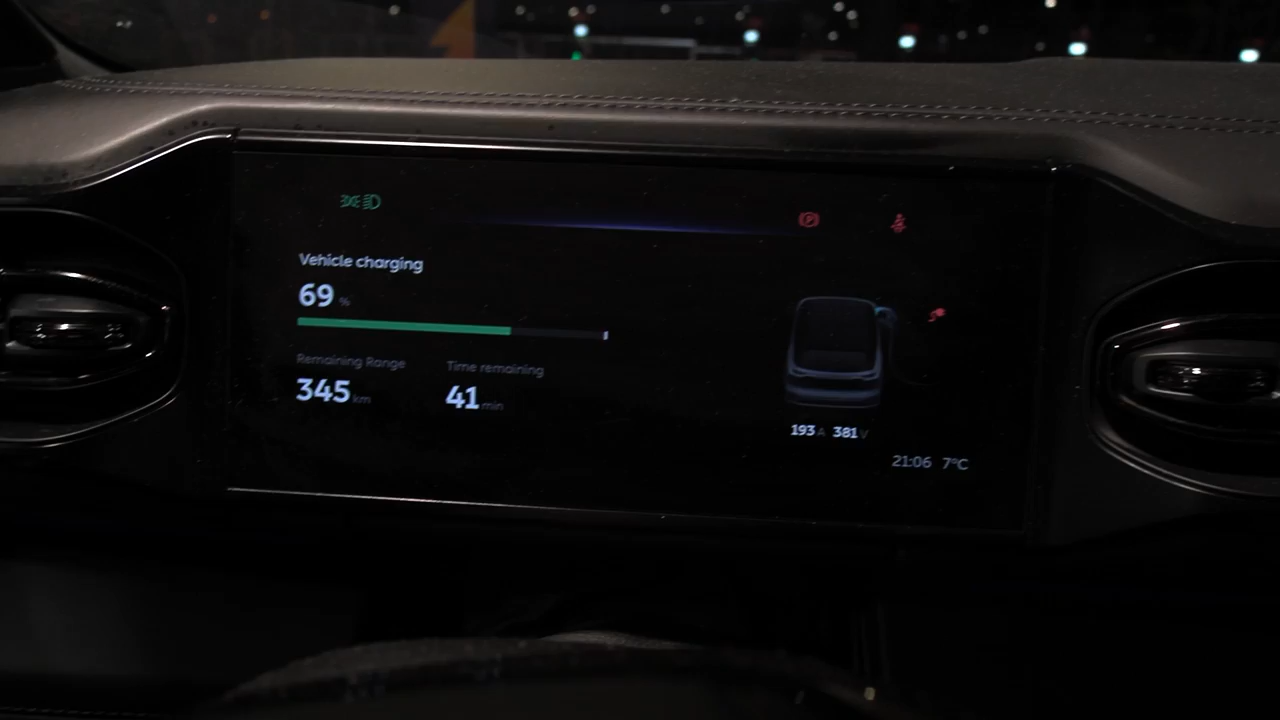 Vehicle charging
69 %
Remaining Range
345 km
Time remaining
41 min
193 A 381 V
21:06 7°C